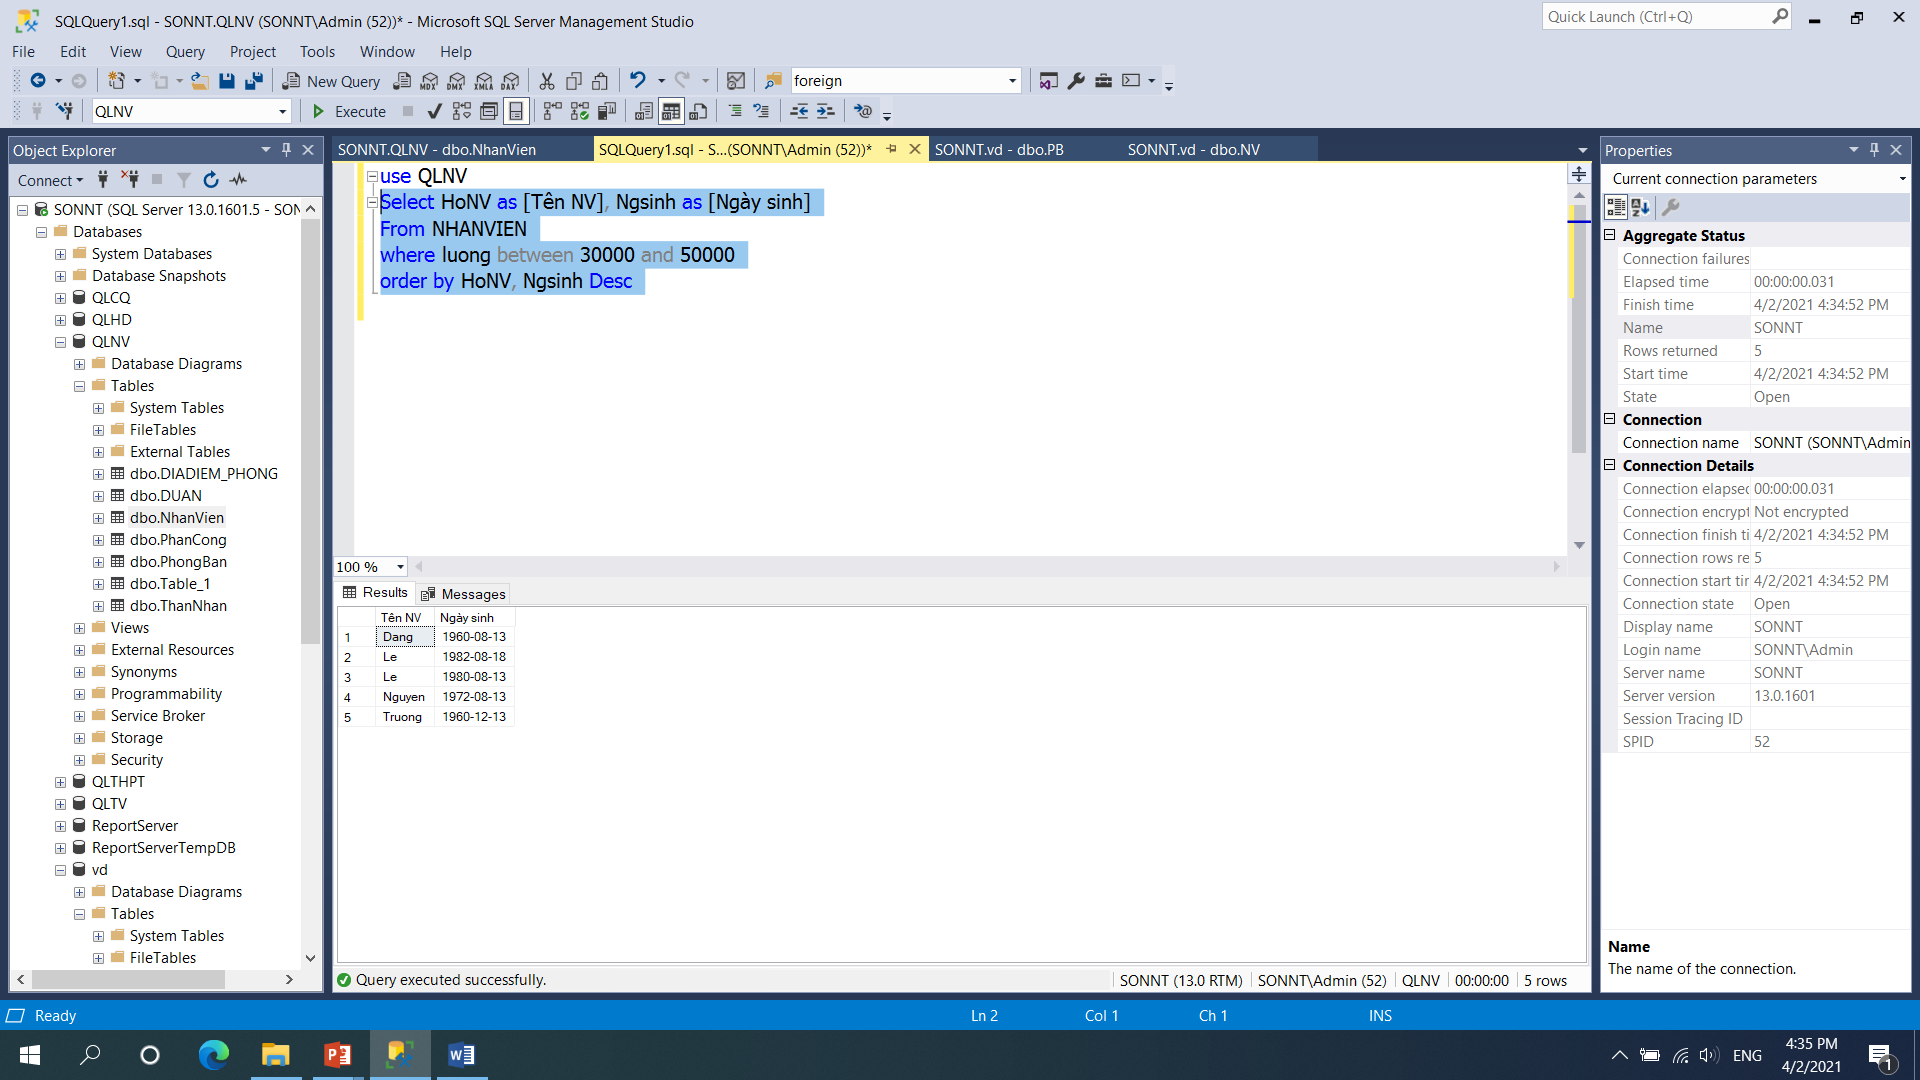 SQLQuery1.sql - SONNT.QLNV (SONNT\Admin (52))* - Microsoft SQL Server Management Studio
Quick Launch (Ctrl+Q)
File Edit View Query Project Tools Window Help
New Query
MDX DMX XMLA DAX
foreign
QLNV
Execute
Object Explorer
Connect
SONNT (SQL Server 13.0.1601.5 - SON
Databases
System Databases
Database Snapshots
QLCQ
QLHD
QLNV
Database Diagrams
Tables
System Tables
FileTables
External Tables
dbo.DIADIEM_PHONG
dbo.DUAN
dbo.NhanVien
dbo.PhanCong
dbo.PhongBan
dbo.Table_1
dbo.ThanNhan
Views
External Resources
Synonyms
Programmability
Service Broker
Storage
Security
QLTHPT
QLTV
ReportServer
ReportServerTempDB
vd
Database Diagrams
Tables
System Tables
FileTables
SONNT.QLNV - dbo.NhanVien
SQLQuery1.sql - S...(SONNT\Admin (52))*
SONNT.vd - dbo.PB
SONNT.vd - dbo.NV
use QLNV
Select HoNV as [Tên NV], Ngsinh as [Ngày sinh]
From NHANVIEN
where luong between 30000 and 50000
order by HoNV, Ngsinh Desc
100 %
Results Messages
Tên NV Ngày sinh
1 Dang 1960-08-13
2 Le 1982-08-18
3 Le 1980-08-13
4 Nguyen 1972-08-13
5 Truong 1960-12-13
Query executed successfully.
SONNT (13.0 RTM) SONNT\Admin (52) QLNV 00:00:00 5 rows
Properties
Current connection parameters
Aggregate Status
Connection failures
Elapsed time 00:00:00.031
Finish time 4/2/2021 4:34:52 PM
Name SONNT
Rows returned 5
Start time 4/2/2021 4:34:52 PM
State Open
Connection
Connection name SONNT (SONNT\Admin
Connection Details
Connection elapsec 00:00:00.031
Connection encrypt Not encrypted
Connection finish ti 4/2/2021 4:34:52 PM
Connection rows re 5
Connection start tir 4/2/2021 4:34:52 PM
Connection state Open
Display name SONNT
Login name SONNT\Admin
Server name SONNT
Server version 13.0.1601
Session Tracing ID
SPID 52
Name
The name of the connection.
Ready
Ln 2 Col 1 Ch 1 INS
ENG
4:35 PM
4/2/2021
1